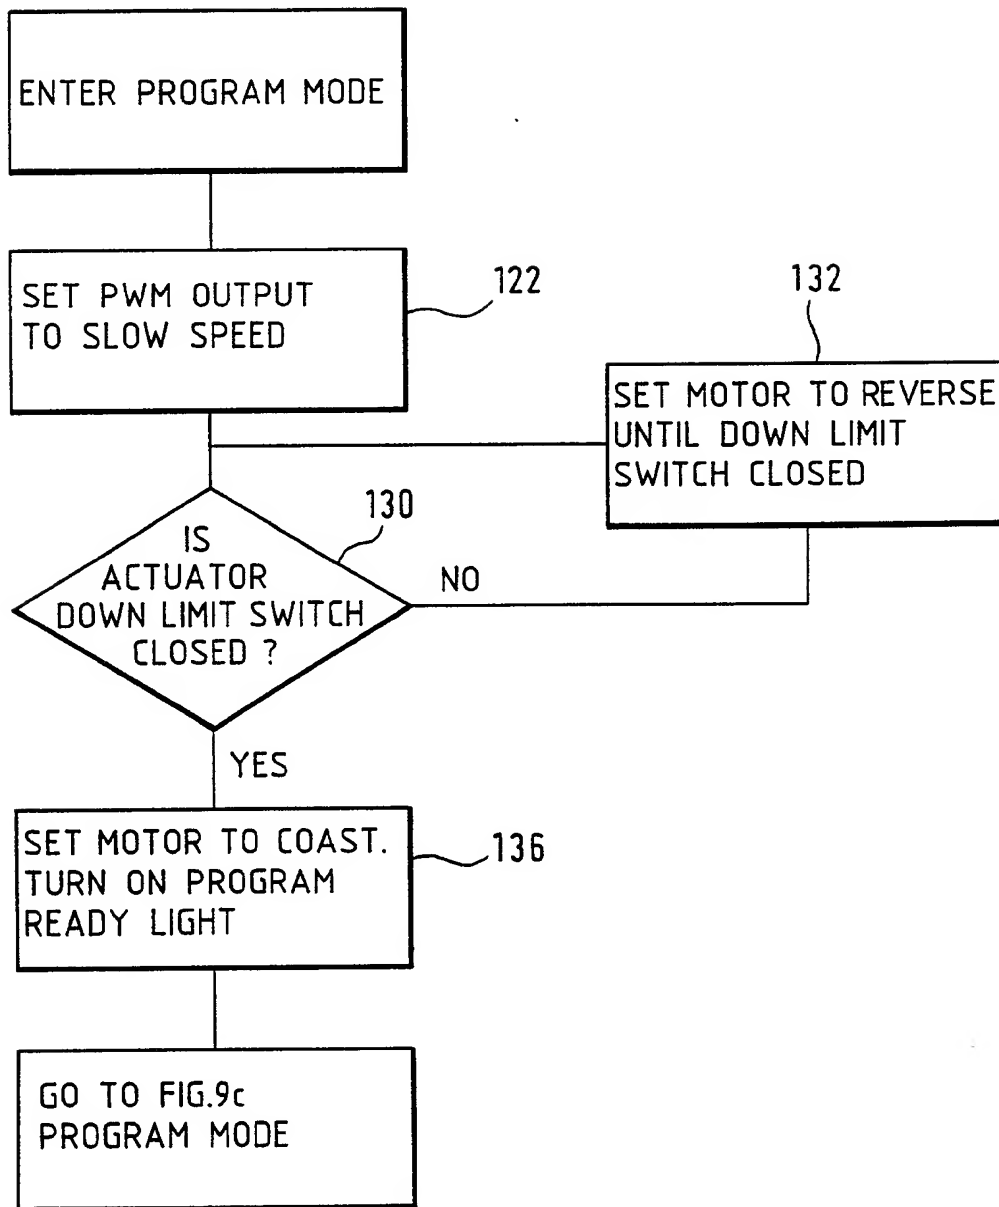 ENTER PROGRAM MODE
SET PWM OUTPUT
TO SLOW SPEED
122
132
SET MOTOR TO REVERSE
UNTIL DOWN LIMIT
SWITCH CLOSED
130
IS
ACTUATOR
DOWN LIMIT SWITCH
CLOSED ?
NO
YES
SET MOTOR TO COAST.
TURN ON PROGRAM
READY LIGHT
136
GO TO FIG.9c
PROGRAM MODE